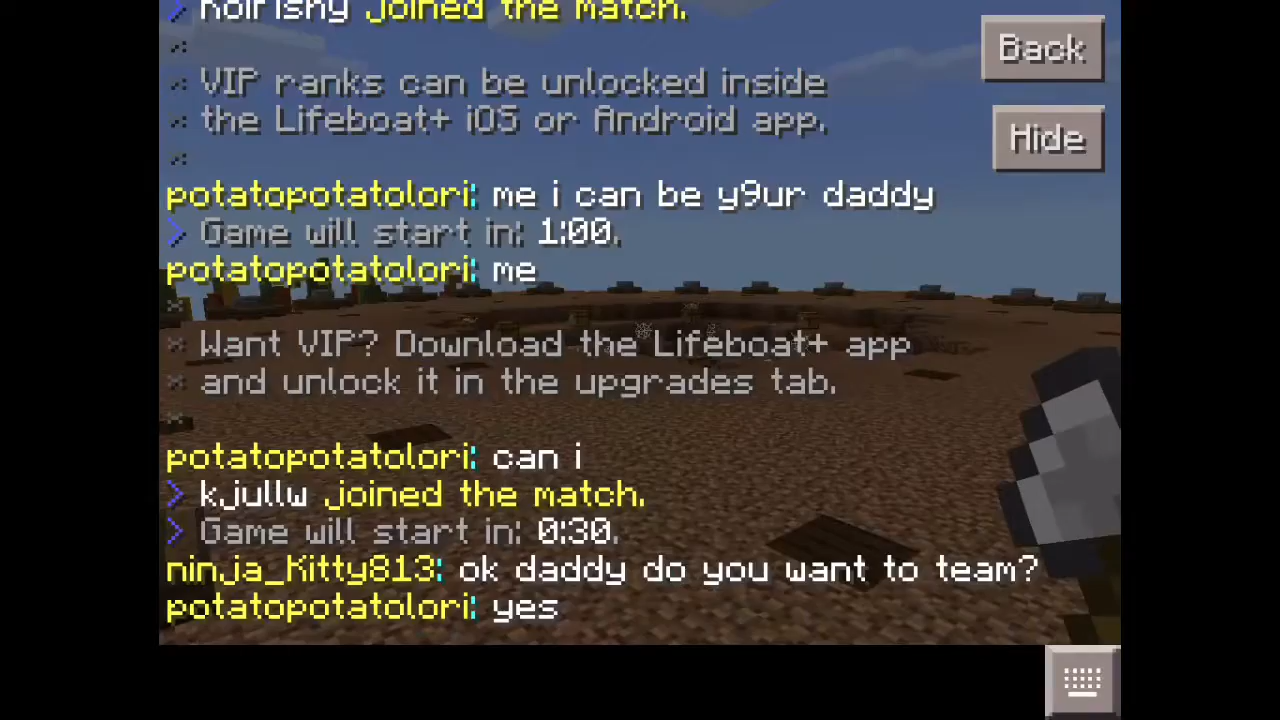 joined the match.
Back
VIP ranks can be unlocked inside
the Lifeboat+ iOS or Android app.
Hide
potatopotatolori: me i can be y9ur daddy
> Game will start in: 1:00.
potatopotatolori: me
Want VIP? Download the Lifeboat+ app
and unlock it in the upgrades tab.
potatopotatolori: can i
> kjullw joined the match.
> Game will start in: 0:30.
ninja_Kitty813: ok daddy do you want to team?
potatopotatolori: yes